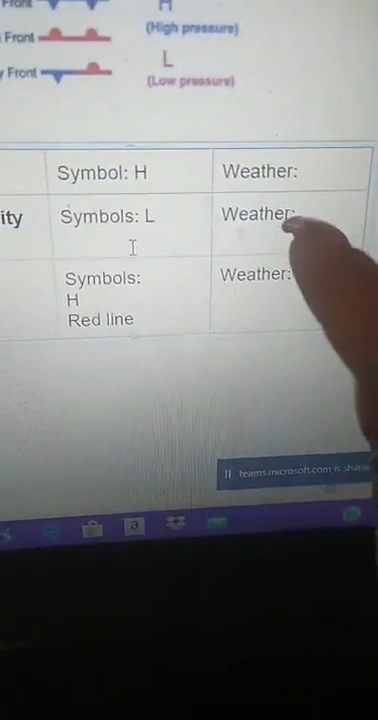 Front
H
(High pressure)
Front
L
Front
(Low pressure)
Symbol: H
Weather:
ity
Symbols: L
Weather:
Symbols:
Weather:
H
Red line
teams.microsoft.com is sharin
a